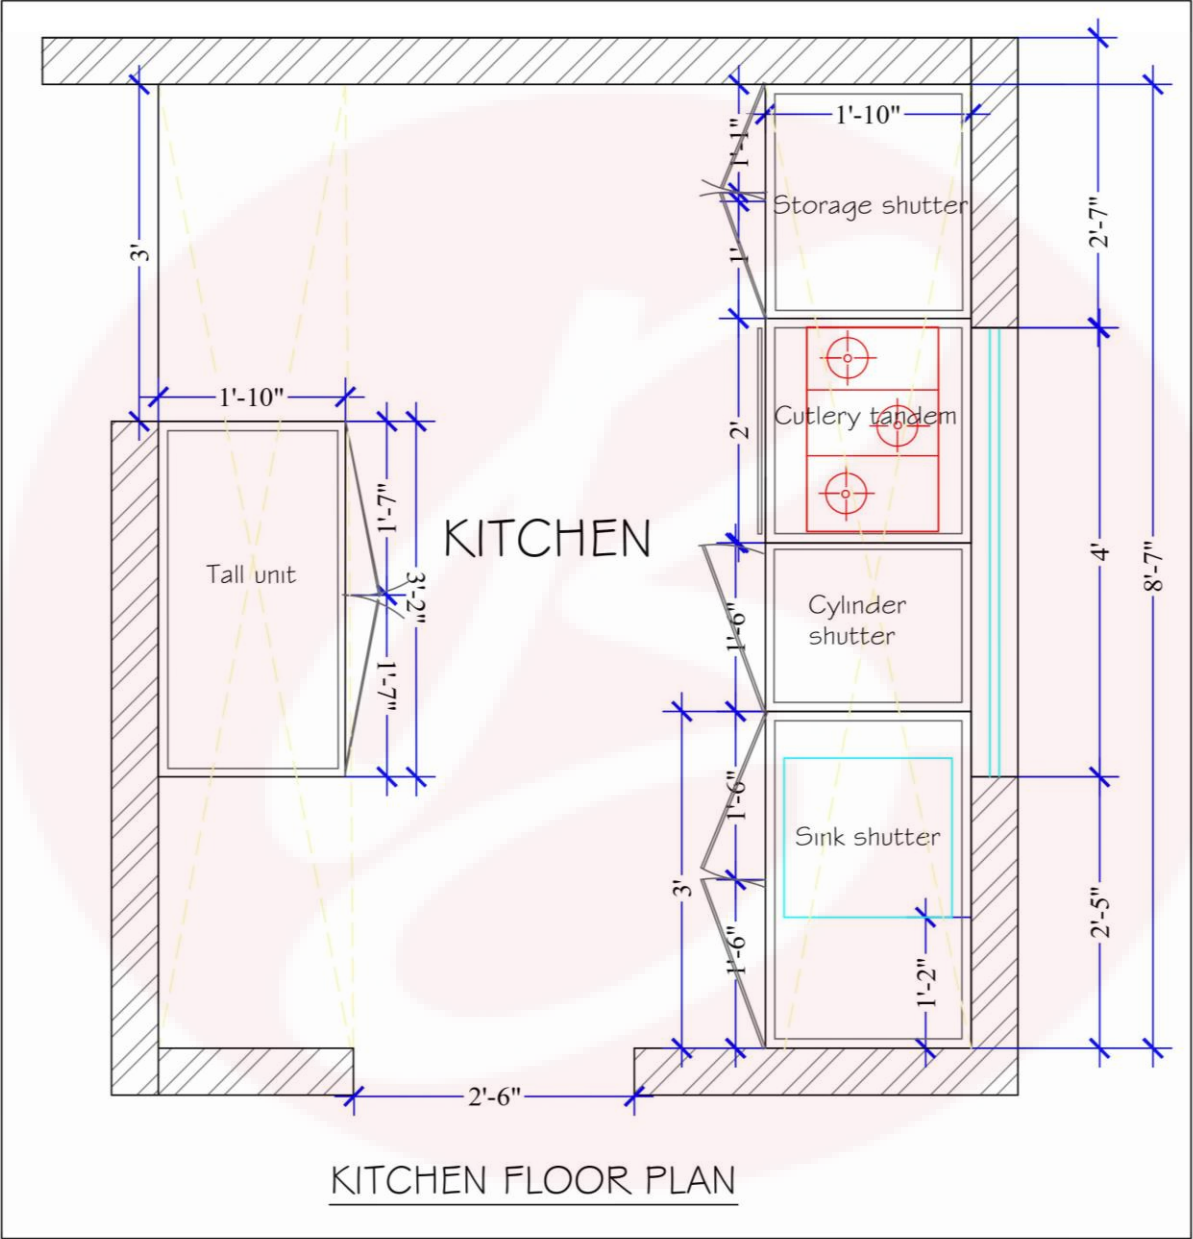 1'-10"
1'-1"
Storage shutter
2'-7"
3'
1'
1'-10"
2'
Cutlery tandem
1'-7"
KITCHEN
4'
8'-7"
Tall unit
3'-2"
Cylinder
shutter
1'-6"
1'-7"
1'-6"
Sink shutter
3'
2'-5"
1'-6"
1'-2"
2'-6"
KITCHEN FLOOR PLAN